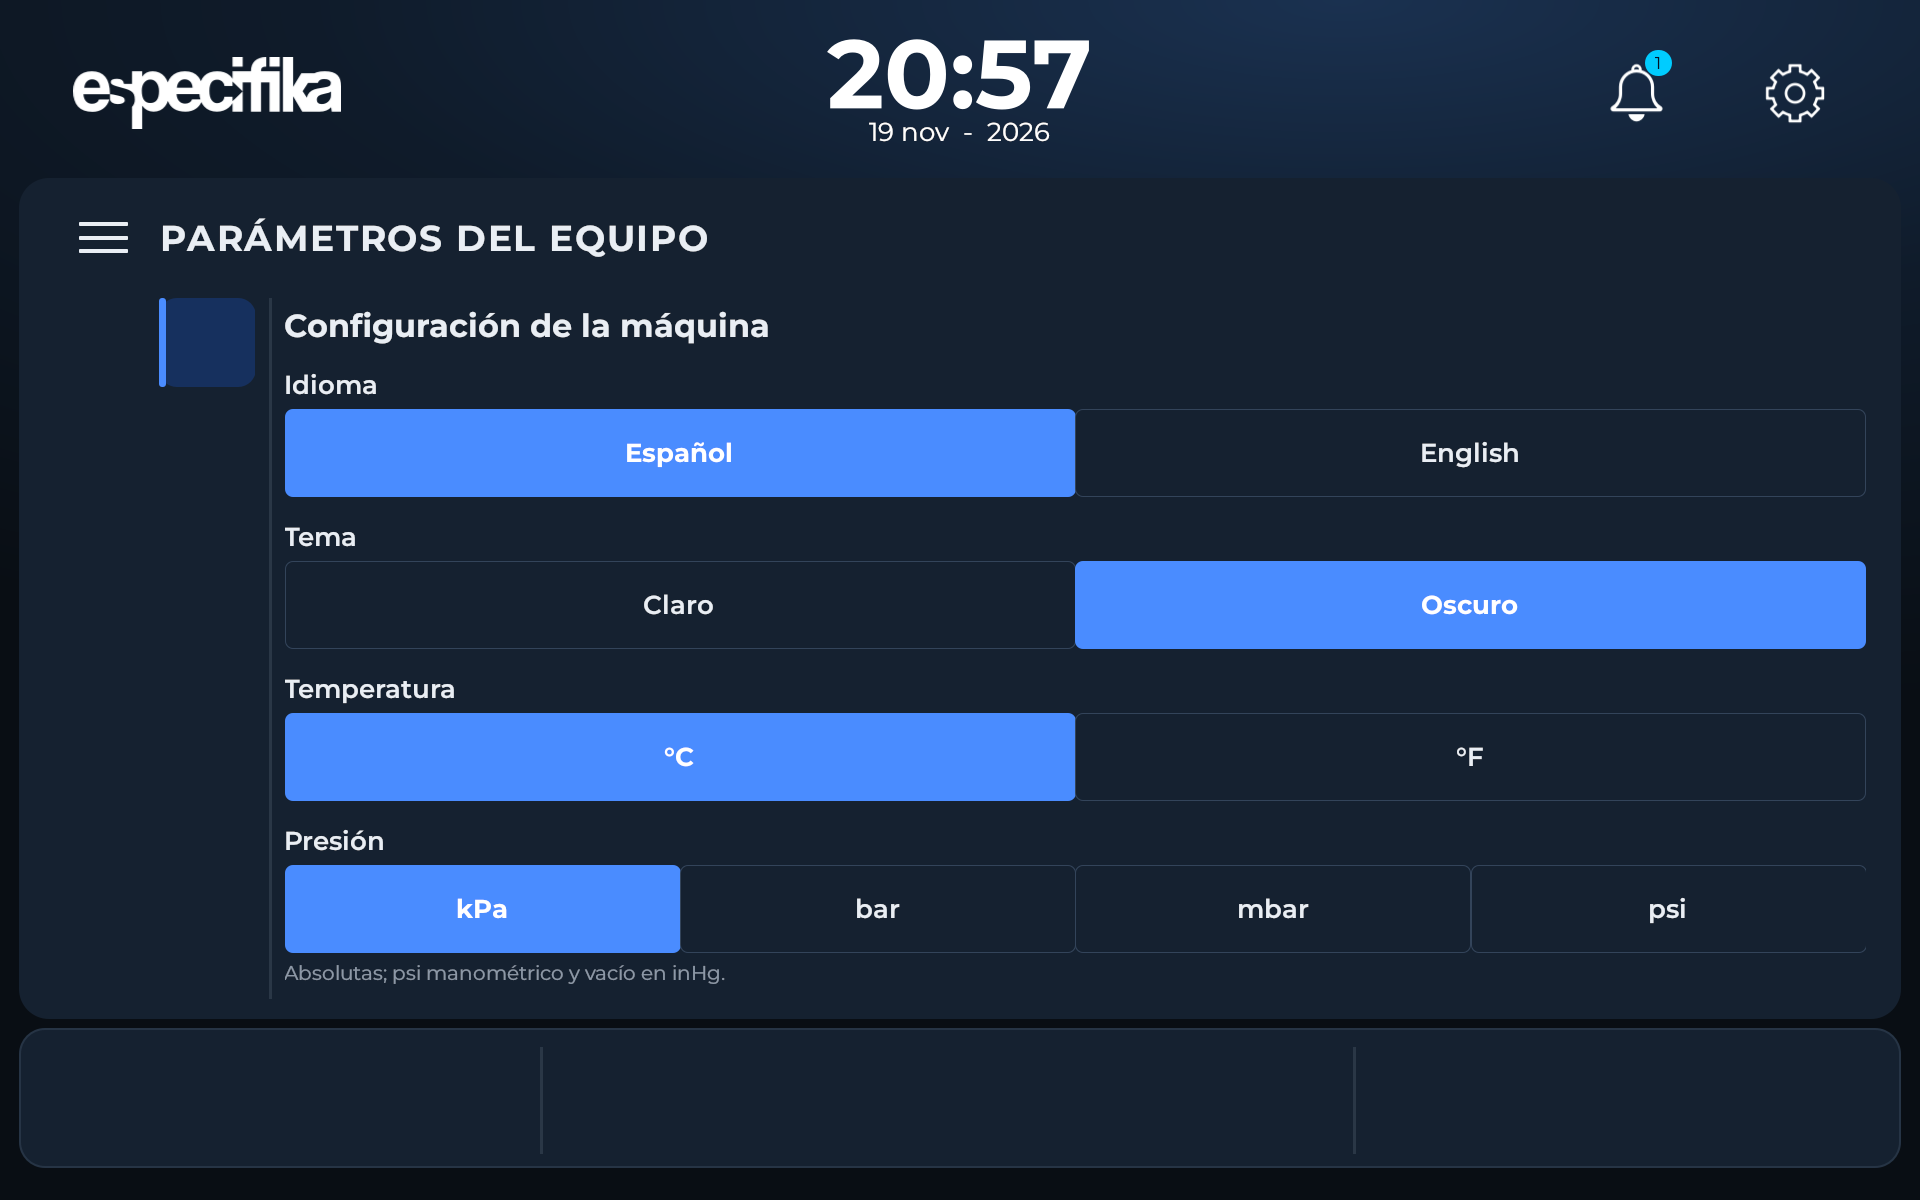 especifika
20:57
1
19 nov - 2026
PARÁMETROS DEL EQUIPO
Configuración de la máquina
Idioma
Español English
Tema
Claro Oscuro
Temperatura
°C °F
Presión
kPa bar mbar psi
Absolutas; psi manométrico y vacío en inHg.